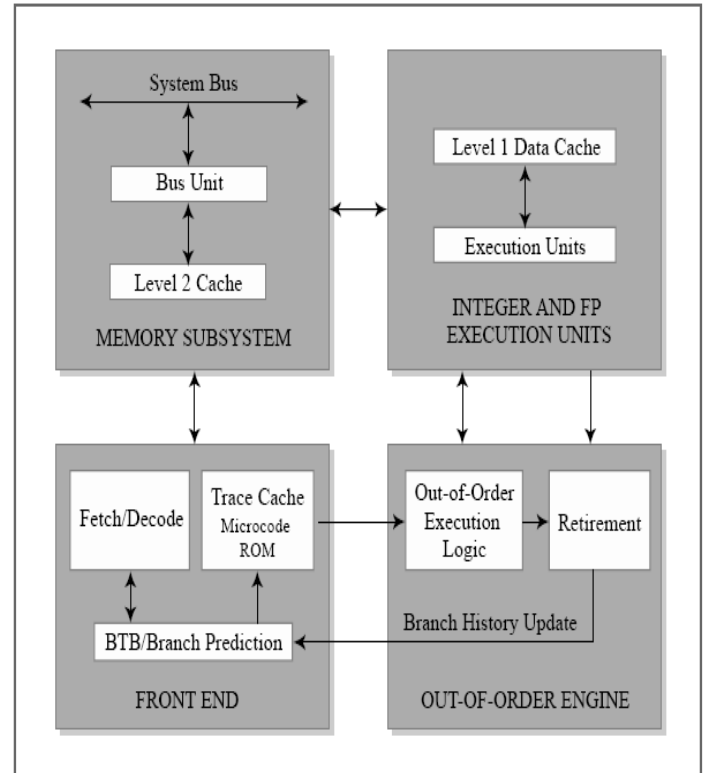 System Bus
Bus Unit
Level 2 Cache
MEMORY SUBSYSTEM
Level 1 Data Cache
Execution Units
INTEGER AND FP
EXECUTION UNITS
Fetch/Decode
Trace Cache
Microcode
ROM
BTB/Branch Prediction
FRONT END
Out-of-Order
Execution
Logic
Retirement
Branch History Update
OUT-OF-ORDER ENGINE